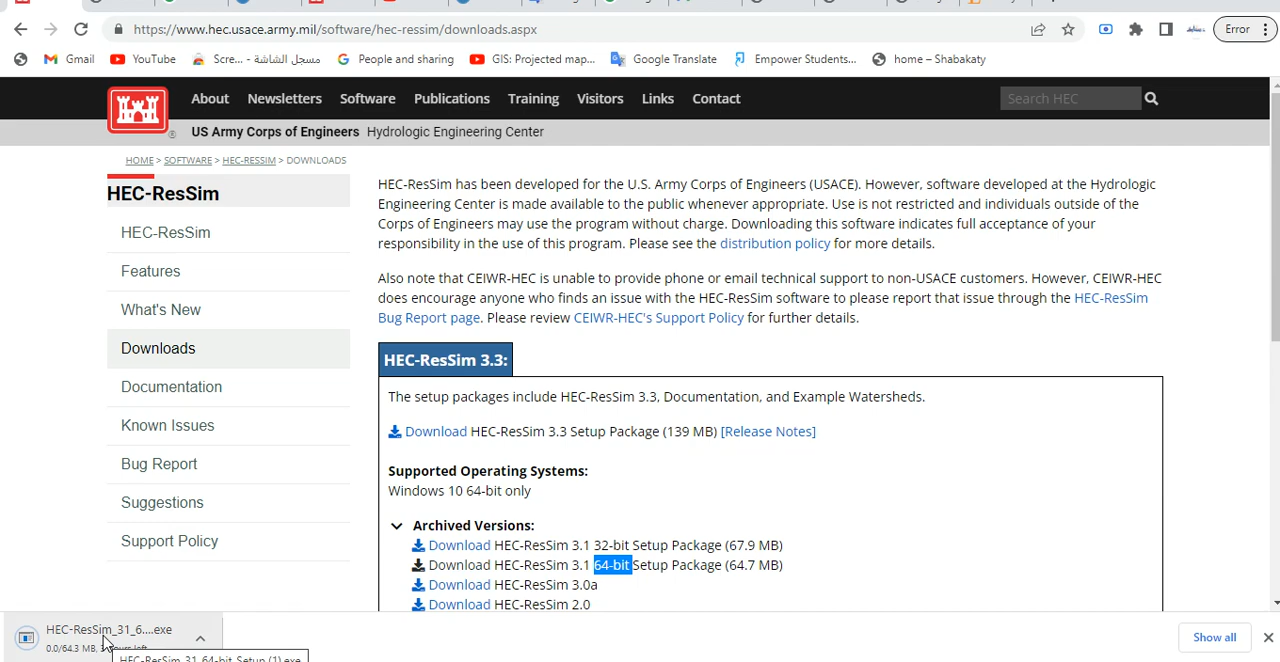 https://www.hec.usace.army.mil/software/hec-ressim/downloads.aspx
Error
Gmail
YouTube
Scre... - مسجل الشاشة
People and sharing
GIS: Projected map...
Google Translate
Empower Students...
home – Shabakaty
About
Newsletters
Software
Publications
Training
Visitors
Links
Contact
Search HEC
US Army Corps of Engineers Hydrologic Engineering Center
HOME > SOFTWARE > HEC-RESSIM > DOWNLOADS
HEC-ResSim
HEC-ResSim
Features
What's New
Downloads
Documentation
Known Issues
Bug Report
Suggestions
Support Policy
HEC-ResSim has been developed for the U.S. Army Corps of Engineers (USACE). However, software developed at the Hydrologic
Engineering Center is made available to the public whenever appropriate. Use is not restricted and individuals outside of the
Corps of Engineers may use the program without charge. Downloading this software indicates full acceptance of your
responsibility in the use of this program. Please see the distribution policy for more details.
Also note that CEIWR-HEC is unable to provide phone or email technical support to non-USACE customers. However, CEIWR-HEC
does encourage anyone who finds an issue with the HEC-ResSim software to please report that issue through the HEC-ResSim
Bug Report page. Please review CEIWR-HEC's Support Policy for further details.
HEC-ResSim 3.3:
The setup packages include HEC-ResSim 3.3, Documentation, and Example Watersheds.
Download HEC-ResSim 3.3 Setup Package (139 MB) [Release Notes]
Supported Operating Systems:
Windows 10 64-bit only
Archived Versions:
Download HEC-ResSim 3.1 32-bit Setup Package (67.9 MB)
Download HEC-ResSim 3.1 64-bit Setup Package (64.7 MB)
Download HEC-ResSim 3.0a
Download HEC-ResSim 2.0
HEC-ResSim_31_6....exe
0.0/64.3 MB,
HEC-ResSim_31_64-bit_Setup (1).exe
Show all